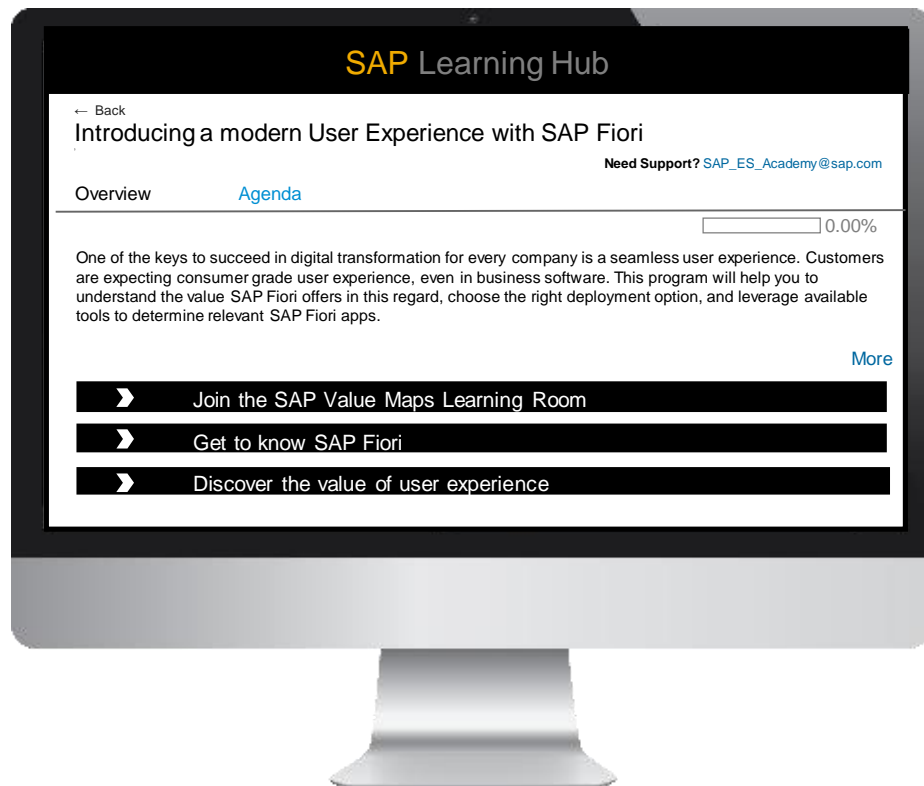 SAP Learning Hub
← Back
Introducing a modern User Experience with SAP Fiori
Need Support? SAP_ES_Academy@sap.com
Overview Agenda
0.00%
One of the keys to succeed in digital transformation for every company is a seamless user experience. Customers
are expecting consumer grade user experience, even in business software. This program will help you to
understand the value SAP Fiori offers in this regard, choose the right deployment option, and leverage available
tools to determine relevant SAP Fiori apps.
More
Join the SAP Value Maps Learning Room
Get to know SAP Fiori
Discover the value of user experience